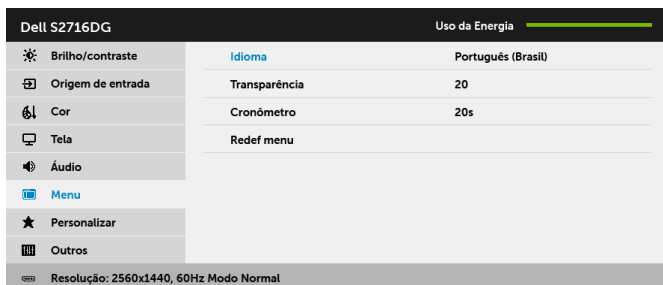 Dell S2716DG Uso da Energia
Brilho/contraste Idioma Português (Brasil)
Origem de entrada Transparência 20
Cor Cronômetro 20s
Tela Redef menu
Áudio
Menu
Personalizar
Outros
Resolução: 2560x1440, 60Hz Modo Normal